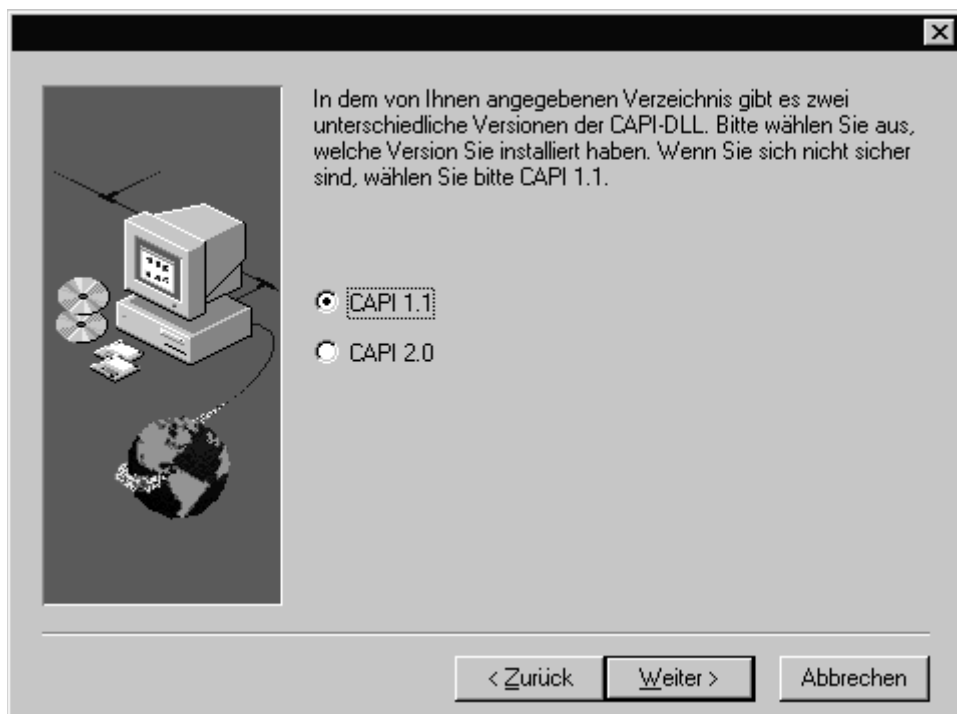 In dem von Ihnen angegebenen Verzeichnis gibt es zwei
unterschiedliche Versionen der CAPI-DLL. Bitte wählen Sie aus,
welche Version Sie installiert haben. Wenn Sie sich nicht sicher
sind, wählen Sie bitte CAPI 1.1.
CAPI 1.1
CAPI 2.0
< Zurück
Weiter >
Abbrechen